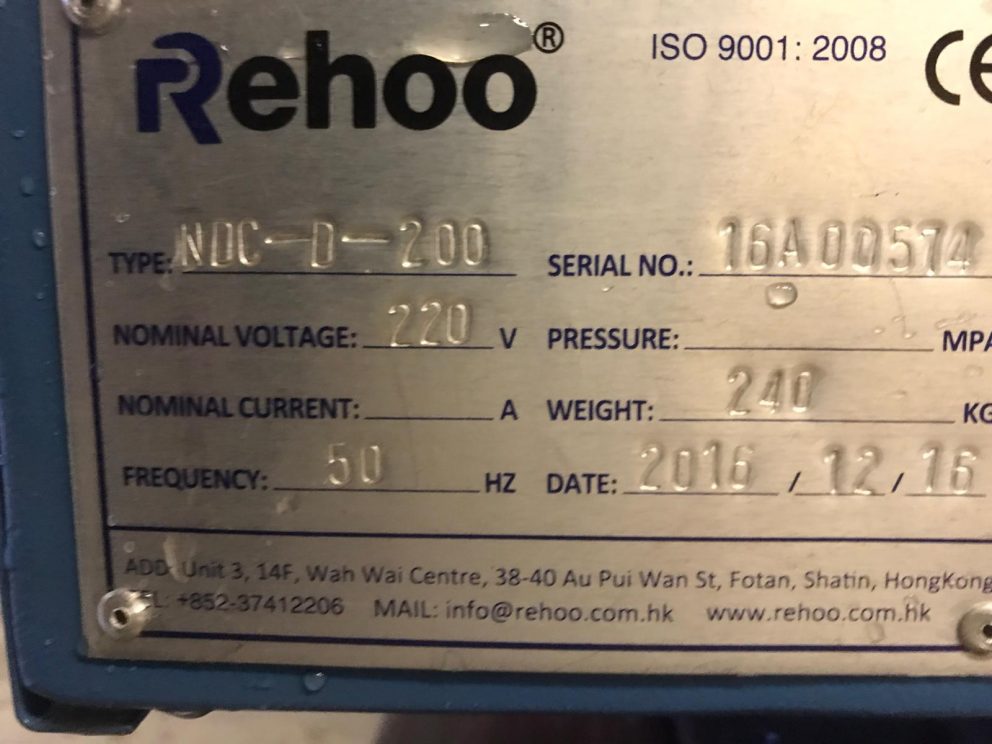 Rehoo® ISO 9001: 2008 CE
TYPE: NDC-D-200 SERIAL NO.: 16A00574
NOMINAL VOLTAGE: 220 V PRESSURE: MPA
NOMINAL CURRENT: A WEIGHT: 240 KG
FREQUENCY: 50 HZ DATE: 2016 / 12 / 16
ADD: Unit 3, 14F, Wah Wai Centre, 38-40 Au Pui Wan St, Fotan, Shatin, HongKong
TEL: +852-37412206 MAIL: info@rehoo.com.hk www.rehoo.com.hk